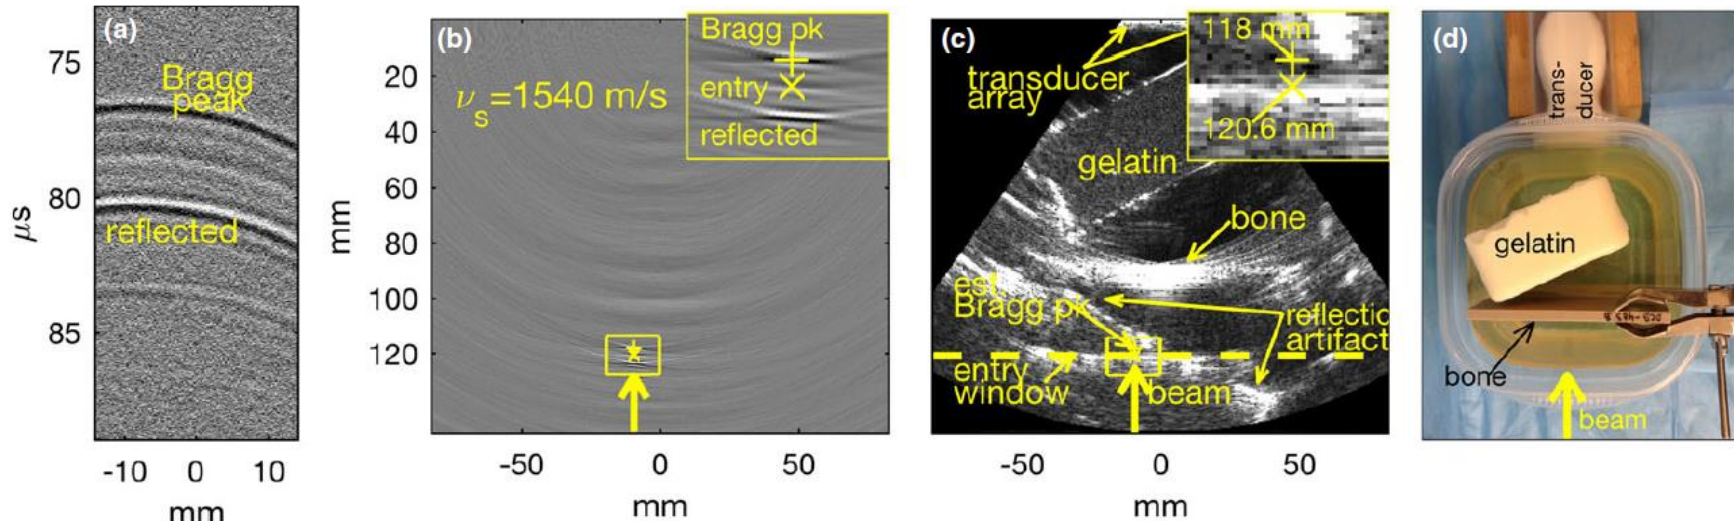 (a)
75
80
85
μs
Bragg
peak
reflected
-10 0 10
mm
(b)
20
40
60
80
100
120
mm
νs=1540 m/s
Bragg pk
entry
reflected
-50 0 50
mm
(c)
transducer
array
118 mm
120.6 mm
gelatin
bone
est.
Bragg pk
reflectic
artifact
entry
window
beam
-50 0 50
mm
(d)
trans-
ducer
gelatin
bone
beam